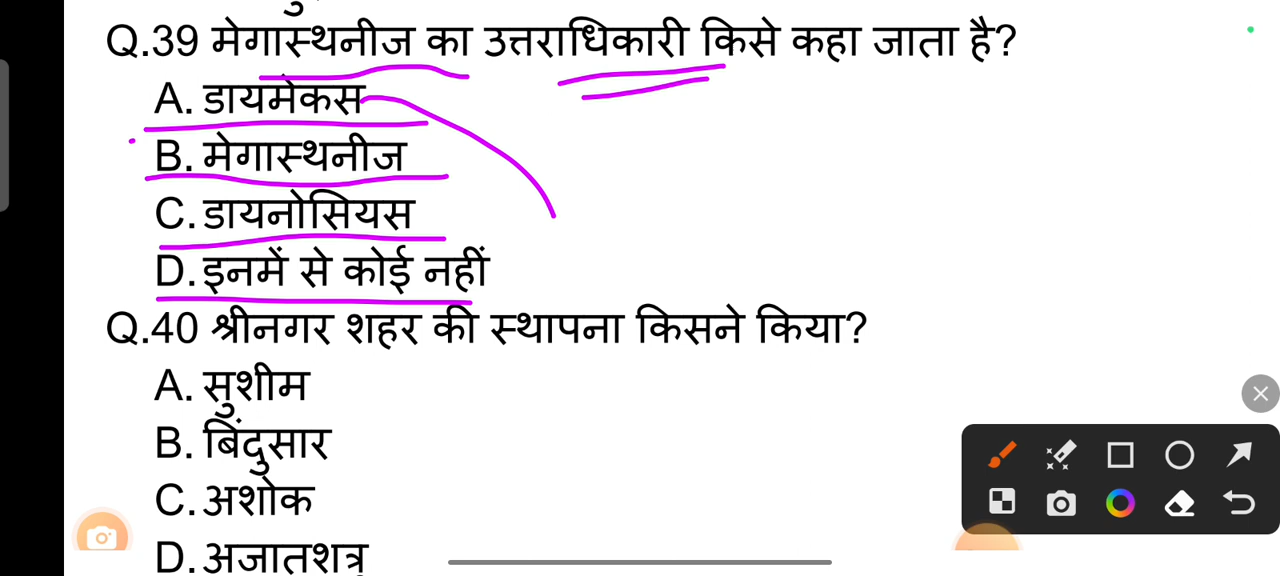 Q.39 मेगास्थनीज का उत्तराधिकारी किसे कहा जाता है?
A. डायमेकस
B. मेगास्थनीज
C. डायनोसियस
D. इनमें से कोई नहीं
Q.40 श्रीनगर शहर की स्थापना किसने किया?
A. सुशीम
B. बिंदुसार
C. अशोक
D. अजातशत्रु